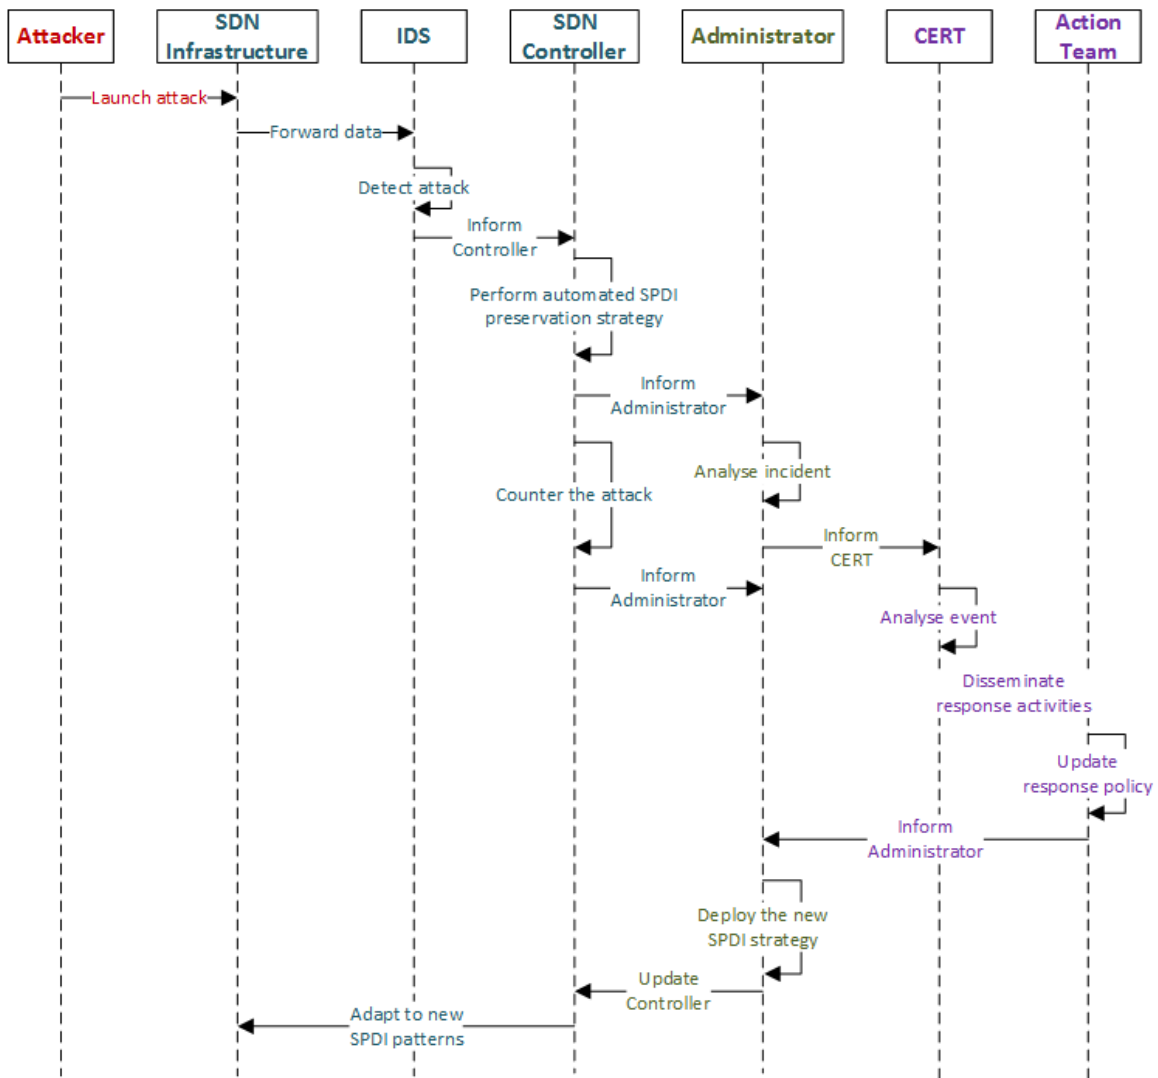 Attacker
SDN
Infrastructure
IDS
SDN
Controller
Administrator
CERT
Action
Team
Launch attack
Forward data
Detect attack
Inform
Controller
Perform automated SPDI
preservation strategy
Inform
Administrator
Analyse incident
Counter the attack
Inform
CERT
Inform
Administrator
Analyse event
Disseminate
response activities
Update
response policy
Inform
Administrator
Deploy the new
SPDI strategy
Update
Controller
Adapt to new
SPDI patterns